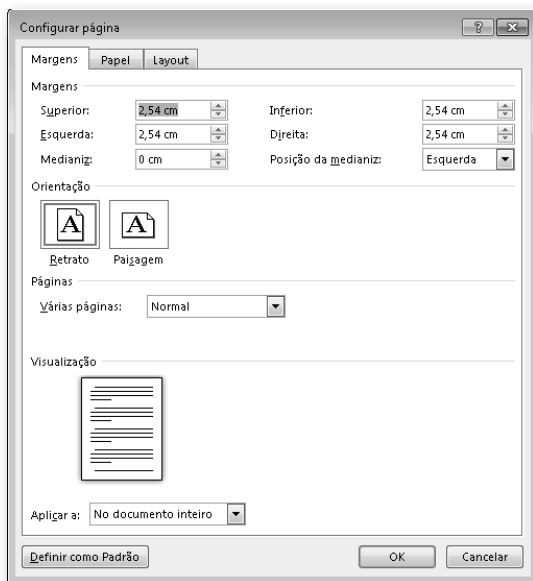 Configurar página
Margens Papel Layout
Margens
Superior: 2,54 cm Inferior: 2,54 cm
Esquerda: 2,54 cm Direita: 2,54 cm
Medianiz: 0 cm Posição da medianiz: Esquerda
Orientação
A A
Retrato Paisagem
Páginas
Várias páginas: Normal
Visualização
Aplicar a: No documento inteiro
Definir como Padrão OK Cancelar